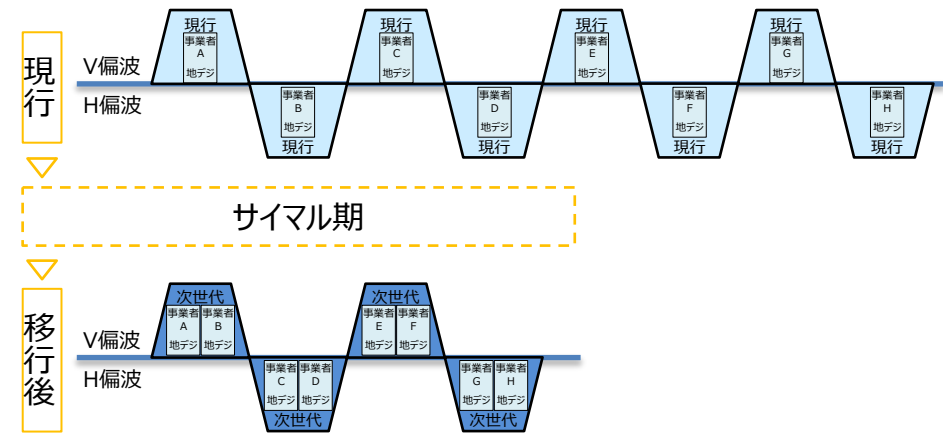 現行
V偏波
H偏波
現行
事業者
A
地デジ
事業者
B
地デジ
現行
現行
事業者
C
地デジ
事業者
D
地デジ
現行
現行
事業者
E
地デジ
事業者
F
地デジ
現行
現行
事業者
G
地デジ
事業者
H
地デジ
現行
サイマル期
移行後
V偏波
H偏波
次世代
事業者
A
地デジ
事業者
B
地デジ
事業者
C
地デジ
事業者
D
地デジ
次世代
次世代
事業者
E
地デジ
事業者
F
地デジ
事業者
G
地デジ
事業者
H
地デジ
次世代